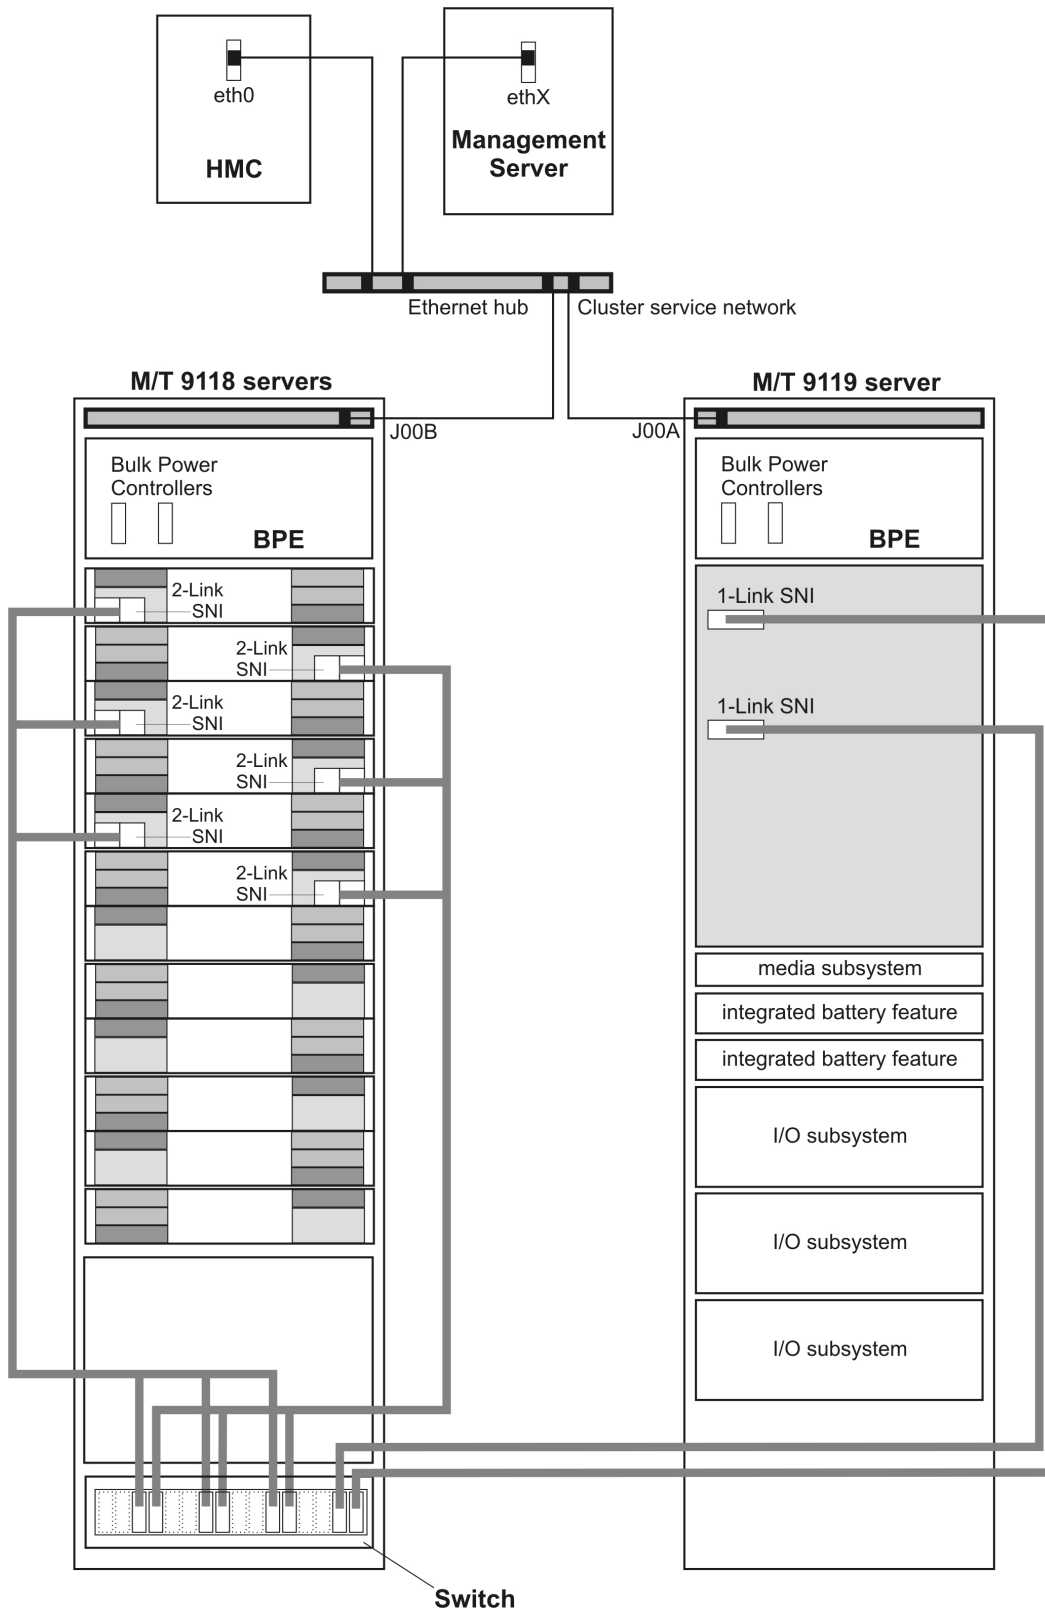 eth0
HMC
ethX
Management
Server
Ethernet hub
Cluster service network
M/T 9118 servers
M/T 9119 server
J00B
J00A
Bulk Power
Controllers
BPE
Bulk Power
Controllers
BPE
2-Link
SNI
2-Link
SNI
2-Link
SNI
2-Link
SNI
2-Link
SNI
2-Link
SNI
1-Link SNI
1-Link SNI
media subsystem
integrated battery feature
integrated battery feature
I/O subsystem
I/O subsystem
I/O subsystem
Switch